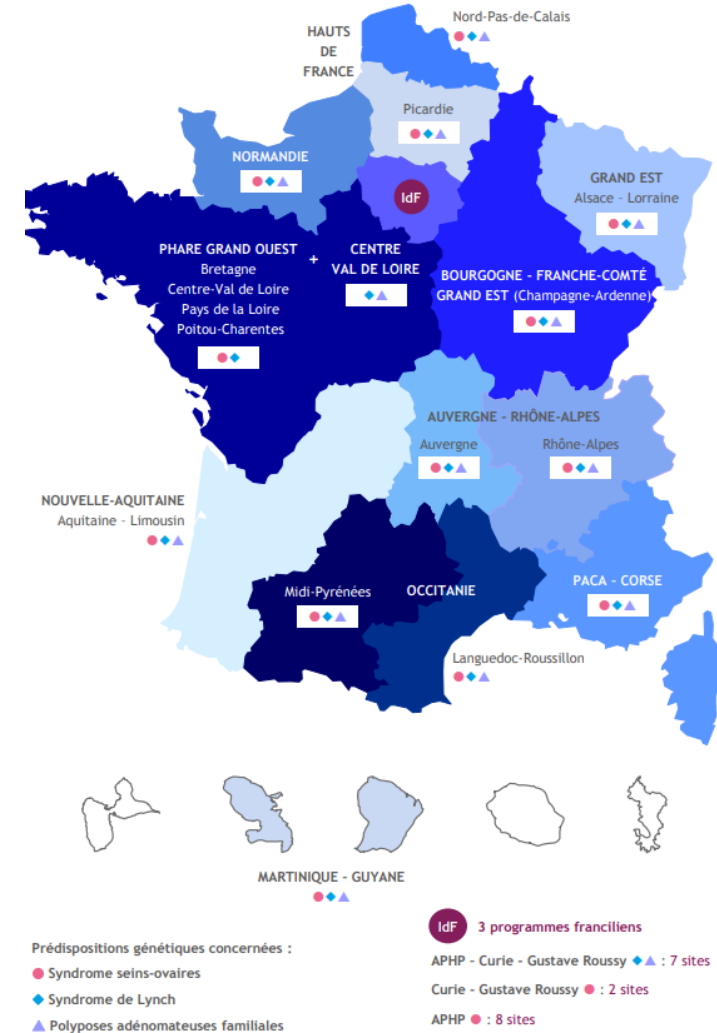 Nord-Pas-de-Calais
●◆▲
HAUTS
DE
FRANCE
Picardie
●◆▲
NORMANDIE
●◆▲
IdF
GRAND EST
Alsace - Lorraine
●◆▲
PHARE GRAND OUEST
Bretagne
Centre-Val de Loire
Pays de la Loire
Poitou-Charentes
●◆
+
CENTRE
VAL DE LOIRE
◆▲
BOURGOGNE - FRANCHE-COMTÉ
GRAND EST (Champagne-Ardenne)
●◆▲
AUVERGNE - RHÔNE-ALPES
Auvergne
●◆▲
Rhône-Alpes
●◆▲
NOUVELLE-AQUITAINE
Aquitaine - Limousin
●◆▲
Midi-Pyrénées
●◆▲
OCCITANIE
PACA - CORSE
●◆▲
Languedoc-Roussillon
●◆▲
MARTINIQUE - GUYANE
●◆▲
Prédispositions génétiques concernées :
● Syndrome seins-ovaires
◆ Syndrome de Lynch
▲ Polyposes adénomateuses familiales
IdF 3 programmes franciliens
APHP - Curie - Gustave Roussy ◆▲ : 7 sites
Curie - Gustave Roussy ● : 2 sites
APHP ● : 8 sites